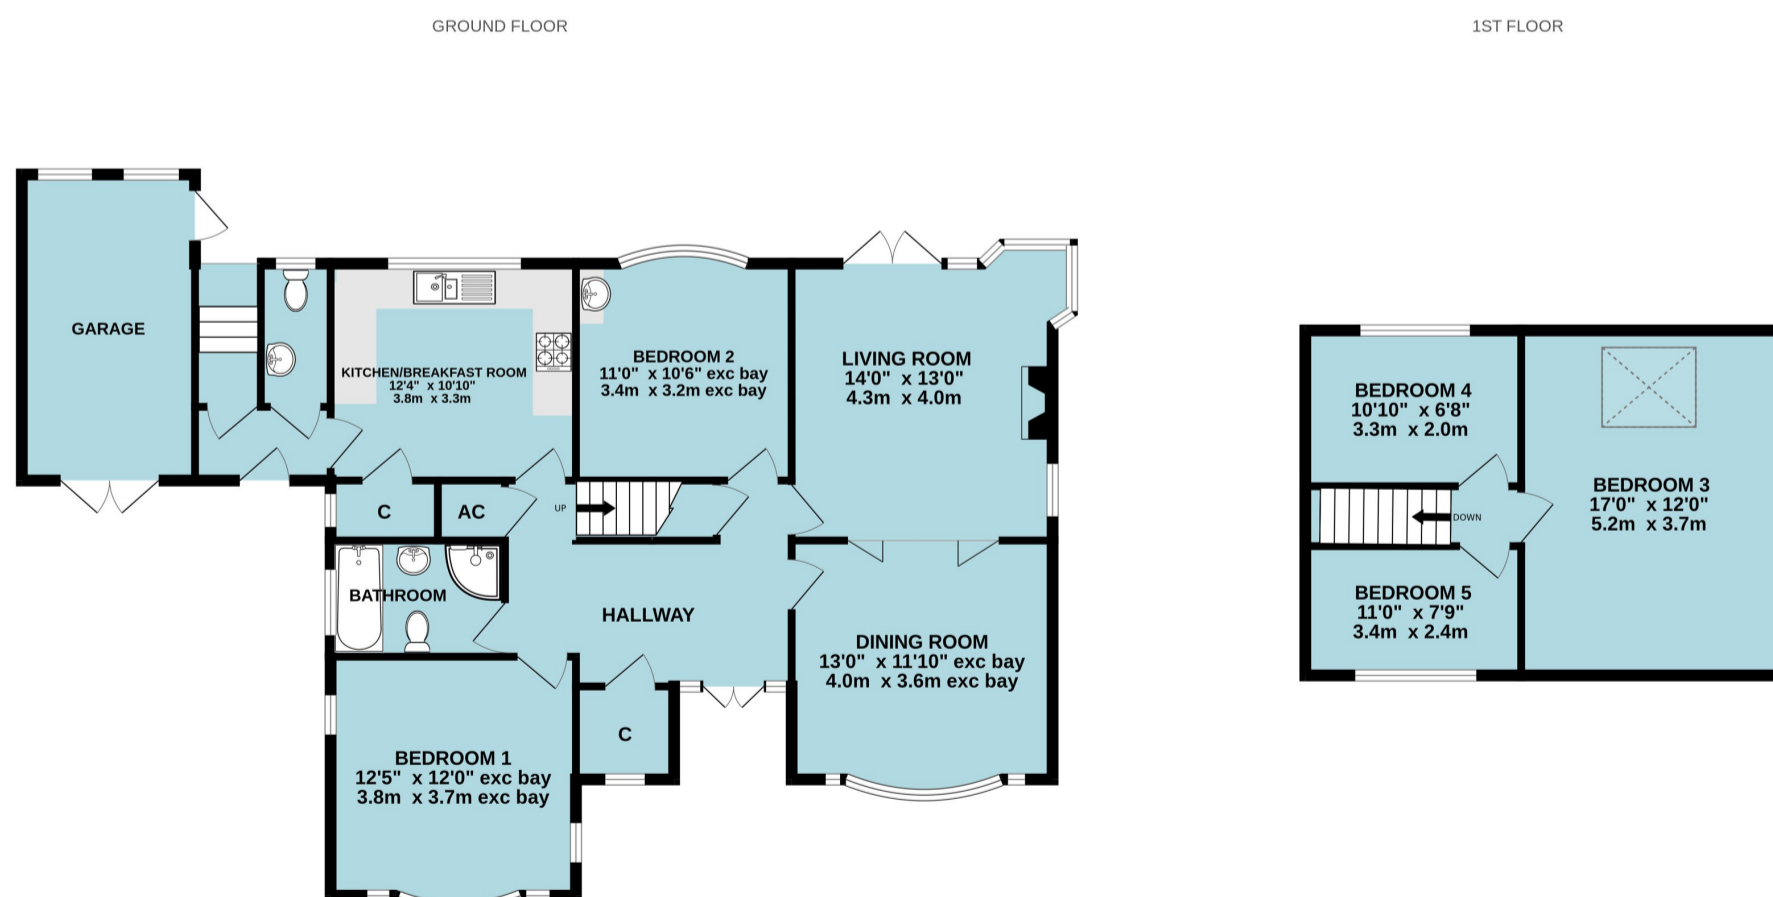 GROUND FLOOR
1ST FLOOR
GARAGE
KITCHEN/BREAKFAST ROOM
12'4" x 10'10"
3.8m x 3.3m
BEDROOM 2
11'0" x 10'6" exc bay
3.4m x 3.2m exc bay
LIVING ROOM
14'0" x 13'0"
4.3m x 4.0m
C
AC
UP
BATHROOM
HALLWAY
DINING ROOM
13'0" x 11'10" exc bay
4.0m x 3.6m exc bay
C
BEDROOM 1
12'5" x 12'0" exc bay
3.8m x 3.7m exc bay
BEDROOM 4
10'10" x 6'8"
3.3m x 2.0m
BEDROOM 3
17'0" x 12'0"
5.2m x 3.7m
DOWN
BEDROOM 5
11'0" x 7'9"
3.4m x 2.4m